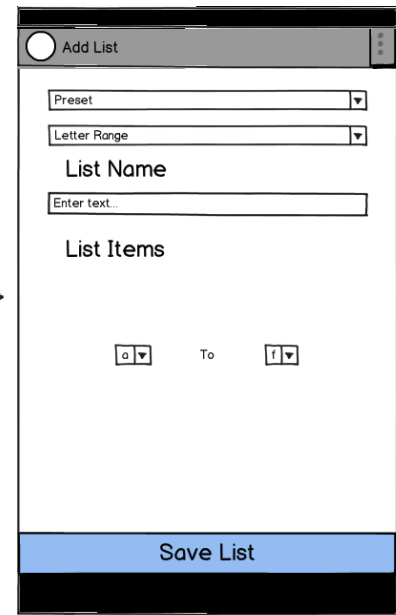 Add List
Preset
Letter Range
List Name
Enter text...
List Items
a To f
Save List